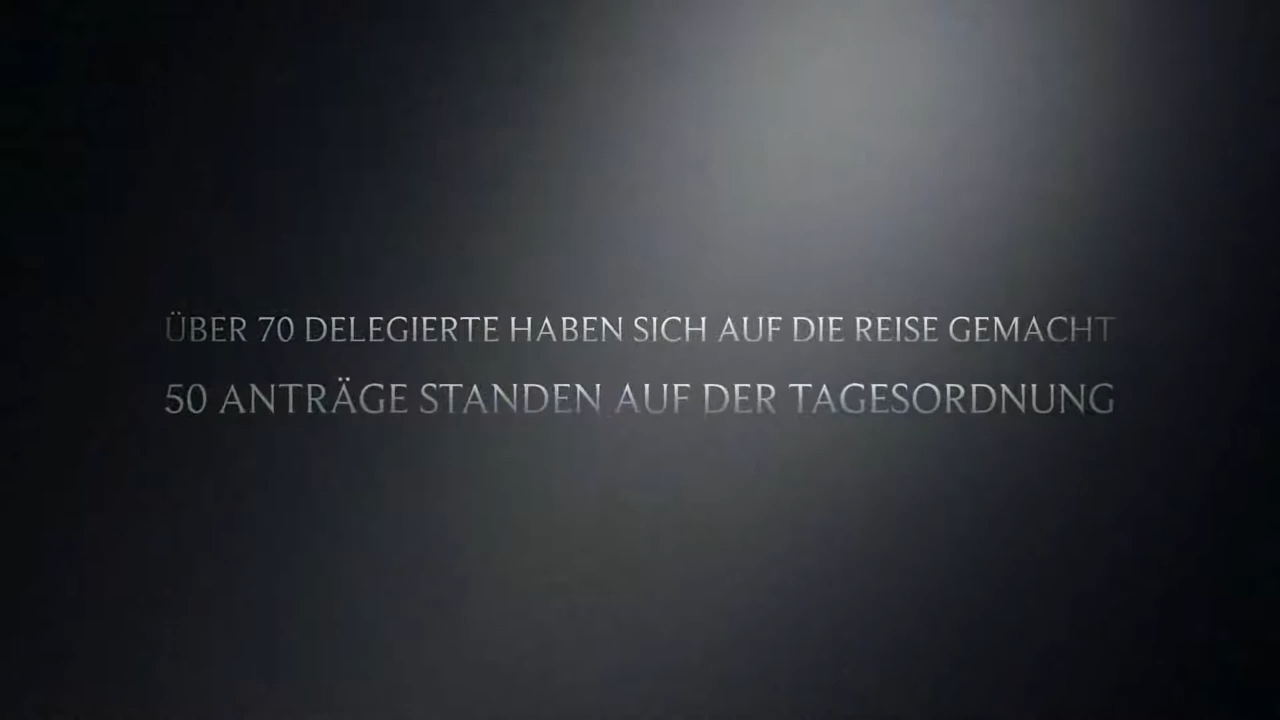 ÜBER 70 DELEGIERTE HABEN SICH AUF DIE REISE GEMACHT
50 ANTRÄGE STANDEN AUF DER TAGESORDNUNG